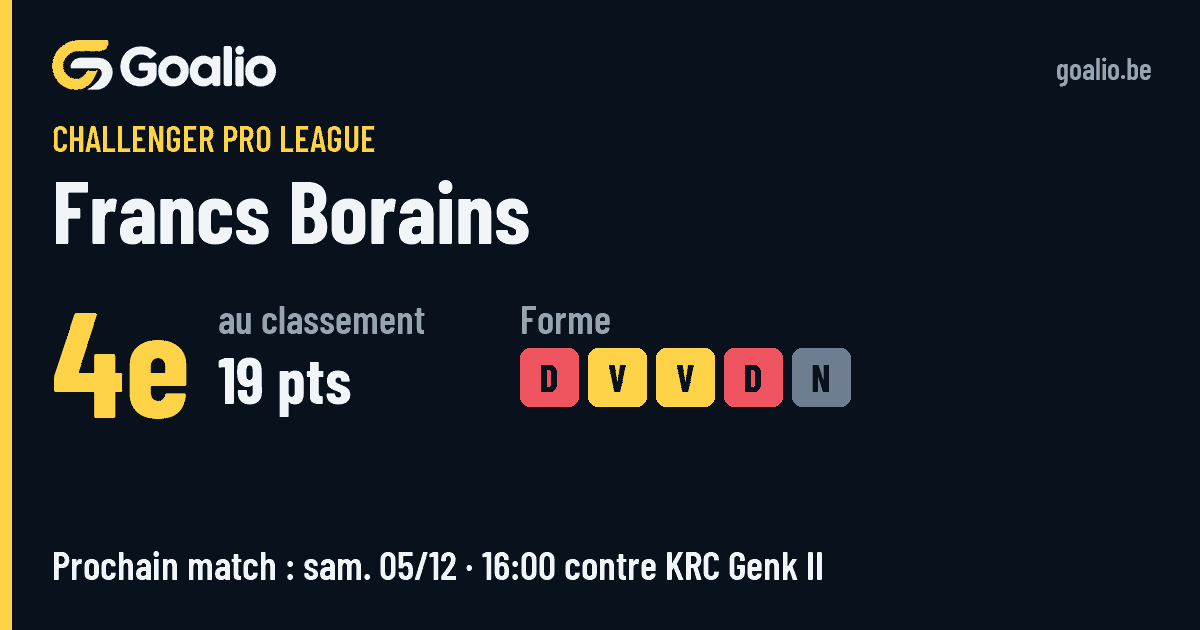 Goalio
goalio.be
CHALLENGER PRO LEAGUE
Francs Borains
4e
au classement
19 pts
Forme
D V V D N
Prochain match : sam. 05/12 · 16:00 contre KRC Genk II